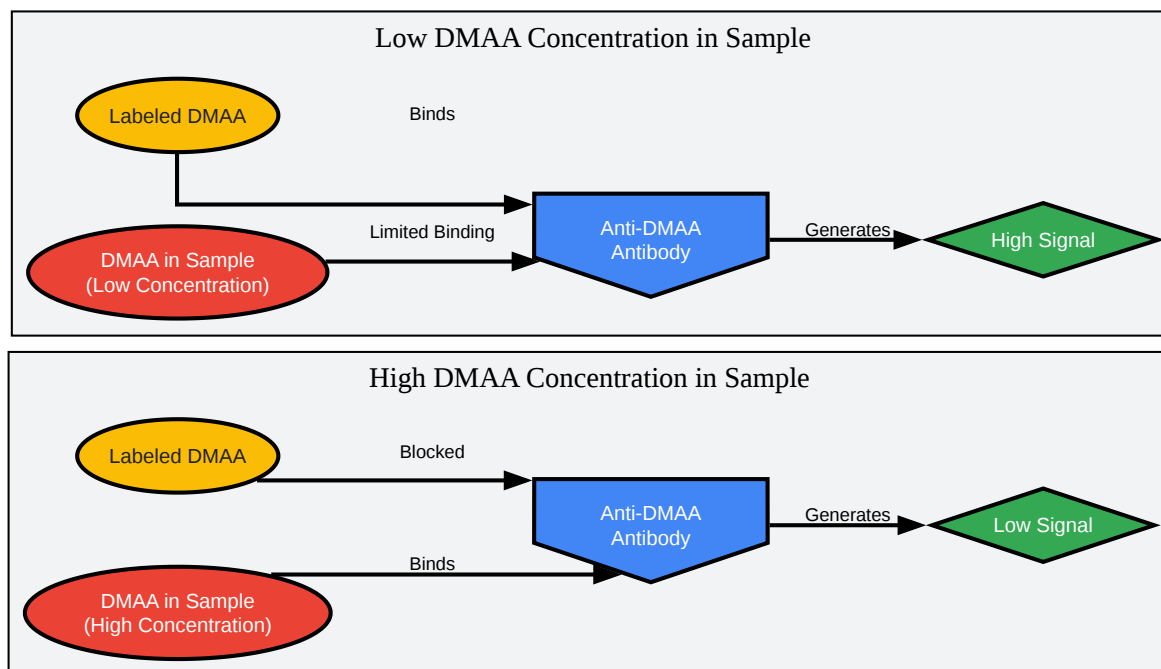 Low DMAA Concentration in Sample
Labeled DMAA
Binds
DMAA in Sample
(Low Concentration)
Limited Binding
Anti-DMAA
Antibody
Generates
High Signal
High DMAA Concentration in Sample
Labeled DMAA
Blocked
DMAA in Sample
(High Concentration)
Binds
Anti-DMAA
Antibody
Generates
Low Signal